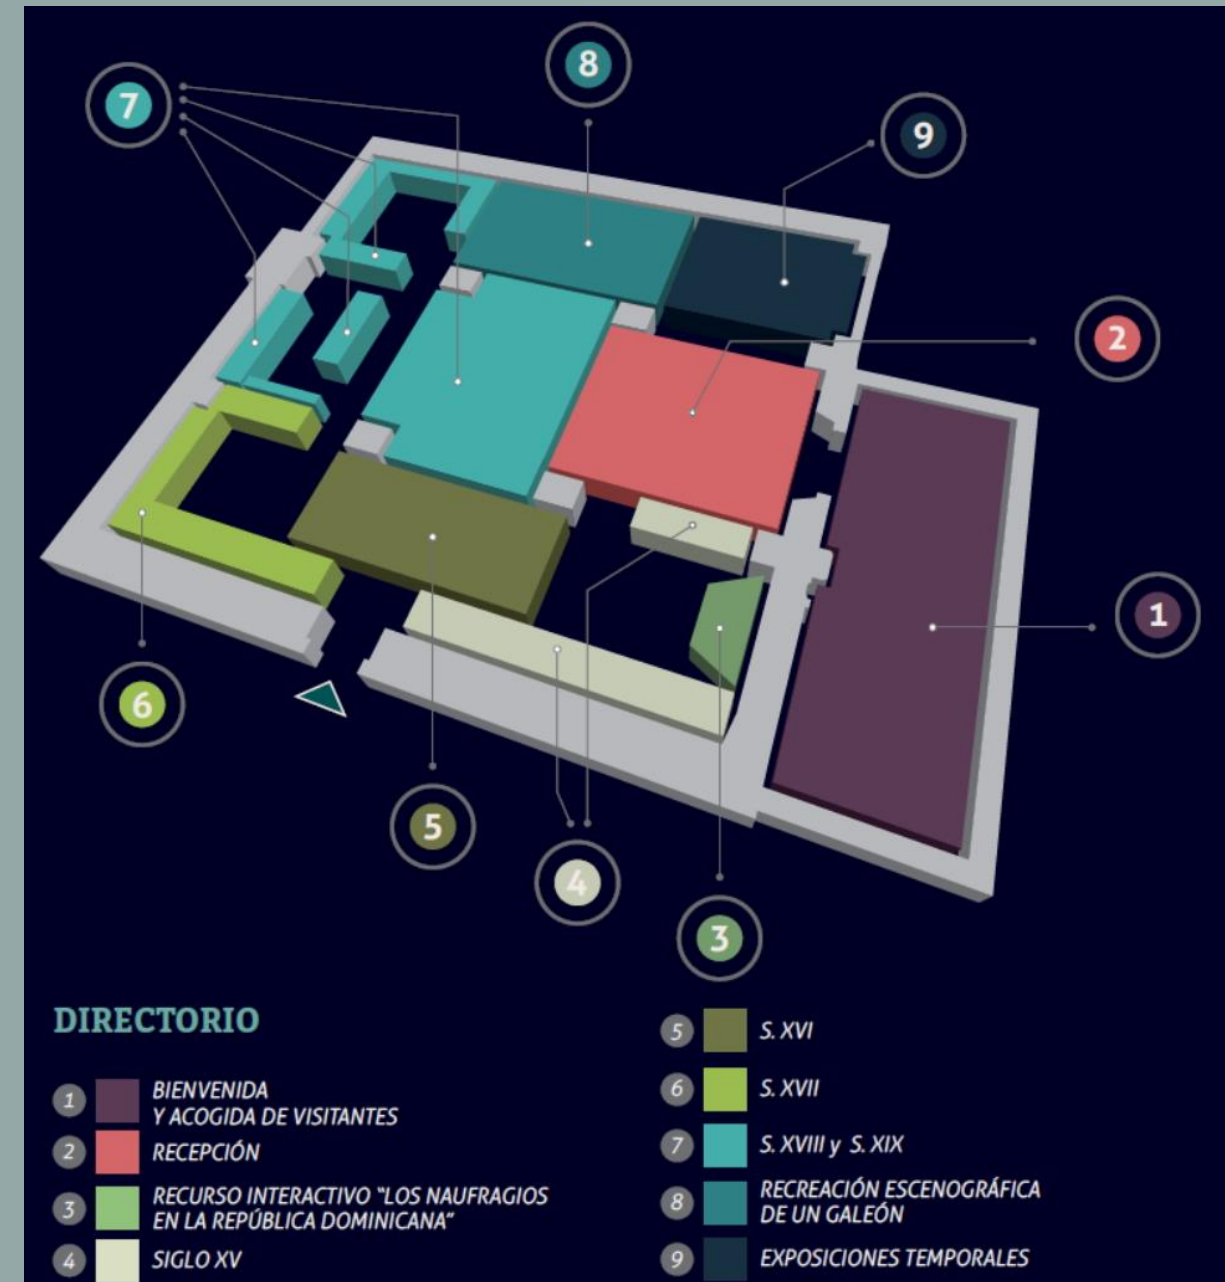 7
8
9
2
1
6
5
4
3
DIRECTORIO
1 BIENVENIDA
Y ACOGIDA DE VISITANTES
2 RECEPCIÓN
3 RECURSO INTERACTIVO "LOS NAUFRAGIOS
EN LA REPÚBLICA DOMINICANA"
4 SIGLO XV
5 S. XVI
6 S. XVII
7 S. XVIII y S. XIX
8 RECREACIÓN ESCENOGRÁFICA
DE UN GALEÓN
9 EXPOSICIONES TEMPORALES